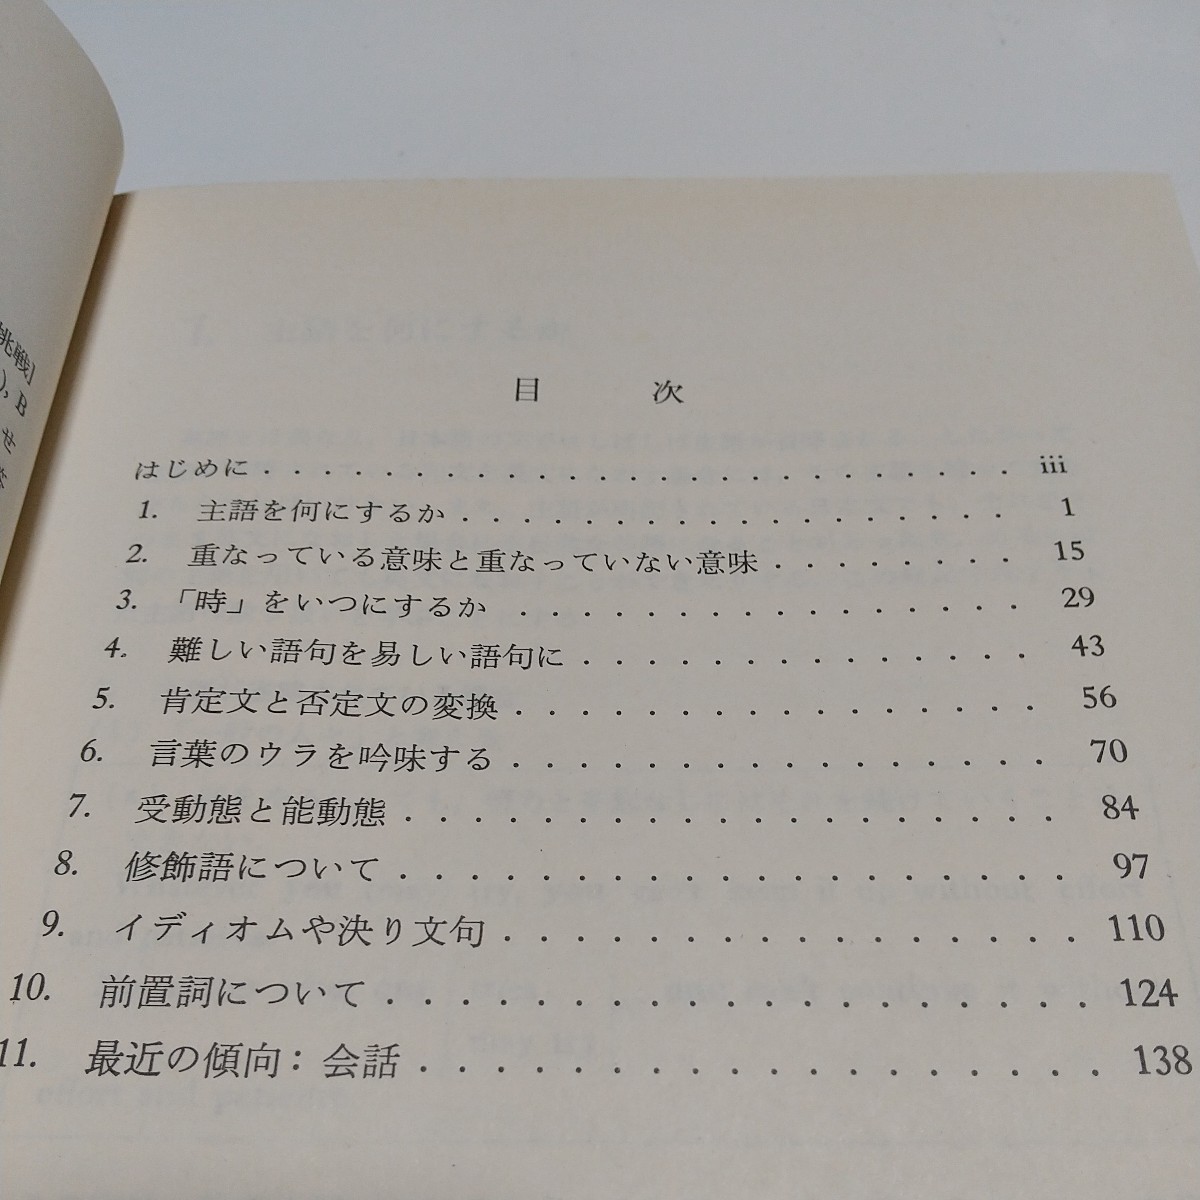 挑戦】
), B
せ
目 次
はじめに . . . . . . . . . . . . . . . . . . . . . . . iii
1. 主語を何にするか . . . . . . . . . . . . . . . . . 1
2. 重なっている意味と重なっていない意味 . . . . . . . . 15
3. 「時」をいつにするか . . . . . . . . . . . . . . . . 29
4. 難しい語句を易しい語句に . . . . . . . . . . . . . . 43
5. 肯定文と否定文の変換 . . . . . . . . . . . . . . . . 56
6. 言葉のウラを吟味する . . . . . . . . . . . . . . . . 70
7. 受動態と能動態 . . . . . . . . . . . . . . . . . . 84
8. 修飾語について . . . . . . . . . . . . . . . . . . 97
9. イディオムや決り文句 . . . . . . . . . . . . . . . . 110
10. 前置詞について . . . . . . . . . . . . . . . . . . 124
11. 最近の傾向：会話 . . . . . . . . . . . . . . . . . 138